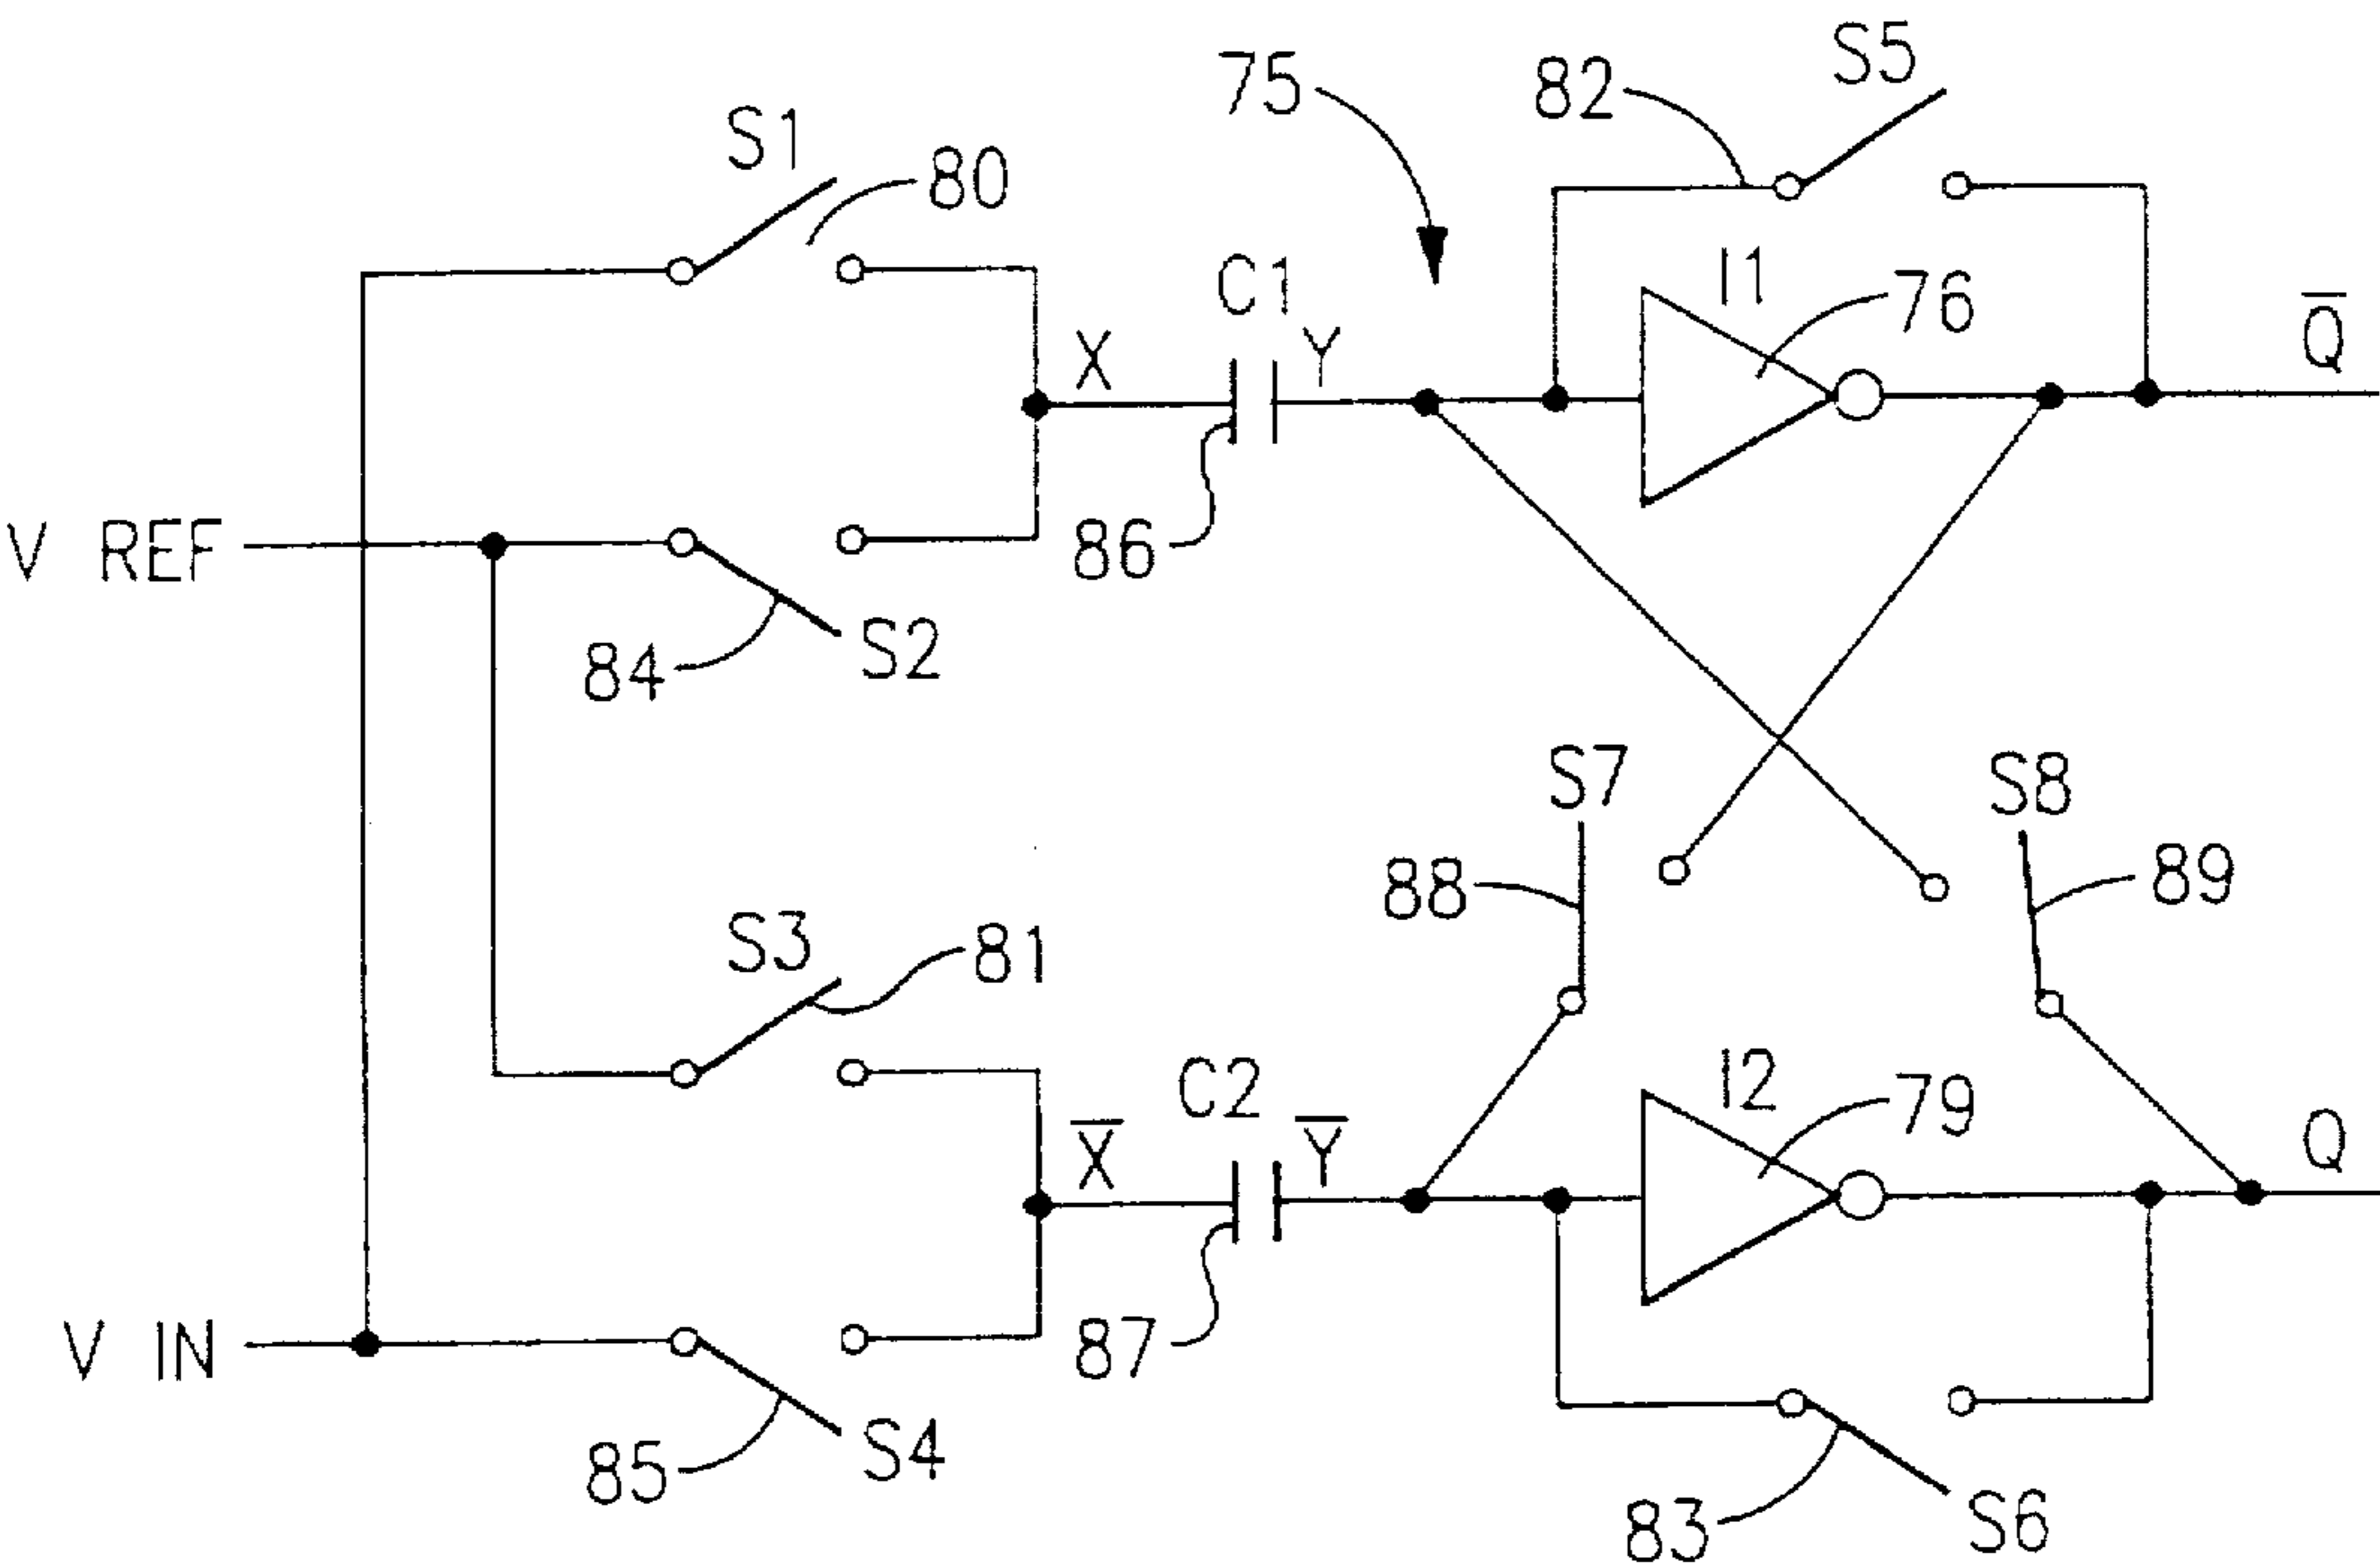 S5
75
82
S1
80
I1
C1
76
Q̅
X
Y
V REF
86
84
S2
S7
S8
88
89
S3
81
I2
C2
79
X̅
Y̅
Q
V IN
87
85
S4
83
S6